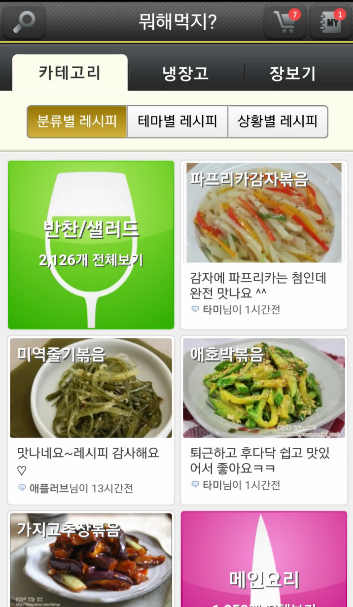 뭐해먹지?
7
MY
1
카테고리
냉장고
장보기
분류별 레시피
테마별 레시피
상황별 레시피
반찬/샐러드
2,126개 전체보기
파프리카감자볶음
감자에 파프리카는 첨인데
완전 맛나요 ^^
타미님이 1시간전
미역줄기볶음
맛나네요~레시피 감사해요
♡
애플러브님이 13시간전
애호박볶음
퇴근하고 후다닥 쉽고 맛있
어서 좋아요ㅋㅋ
타미님이 1시간전
가지고추장볶음
메인요리